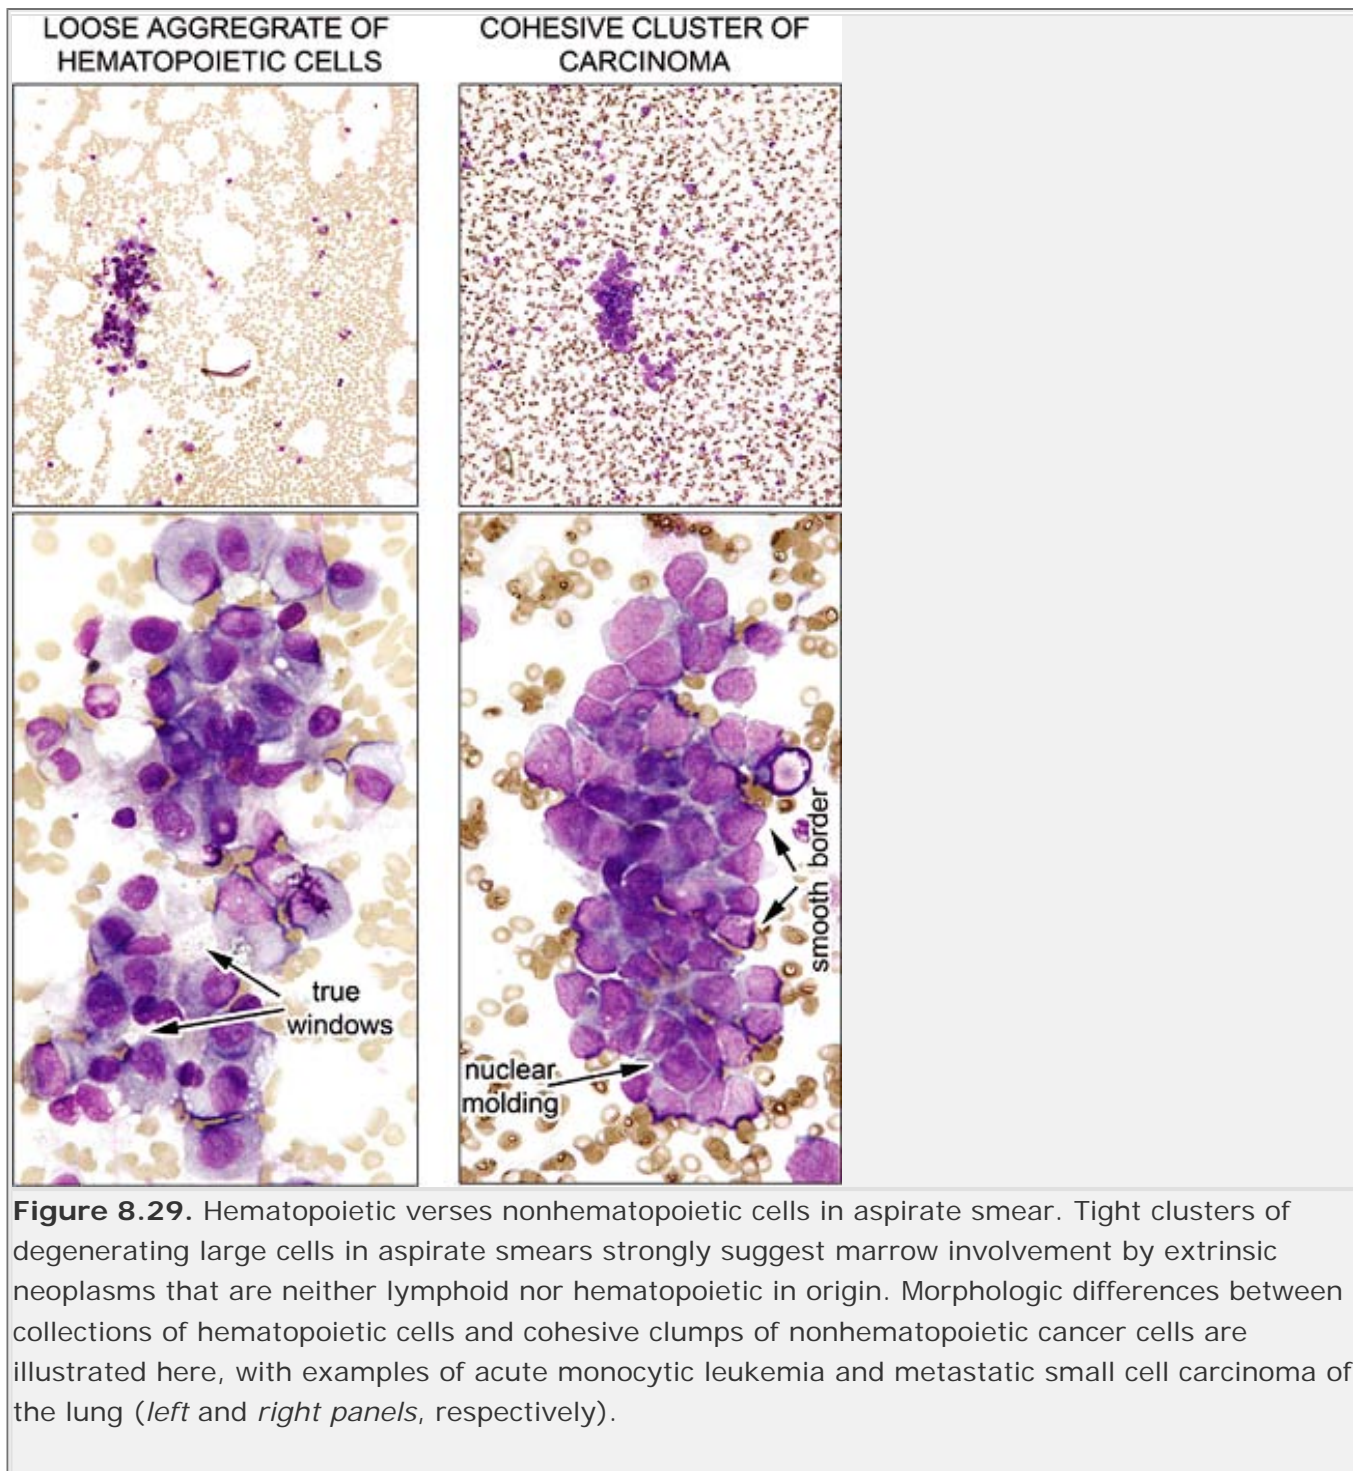 LOOSE AGGREGRATE OF
HEMATOPOIETIC CELLS
COHESIVE CLUSTER OF
CARCINOMA
true
windows
smooth border
nuclear
molding
Figure 8.29. Hematopoietic verses nonhematopoietic cells in aspirate smear. Tight clusters of
degenerating large cells in aspirate smears strongly suggest marrow involvement by extrinsic
neoplasms that are neither lymphoid nor hematopoietic in origin. Morphologic differences between
collections of hematopoietic cells and cohesive clumps of nonhematopoietic cancer cells are
illustrated here, with examples of acute monocytic leukemia and metastatic small cell carcinoma of
the lung (left and right panels, respectively).